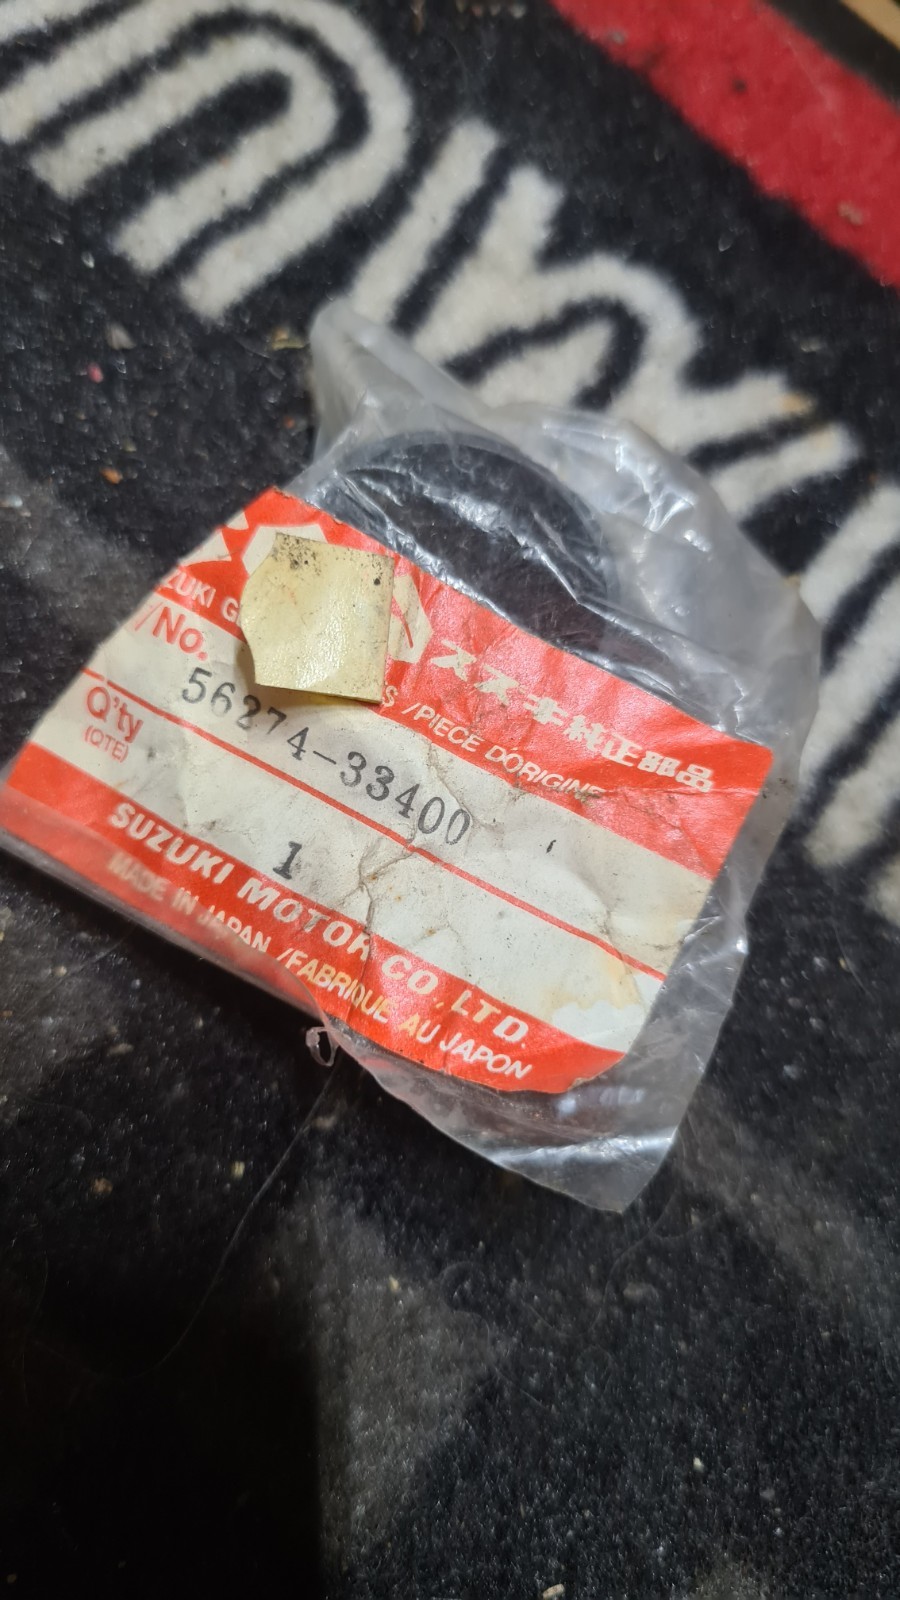 スズキ純正部品
ZUKI G S /PIECE D'ORIGINE
/No. 56274-33400
Q'ty 1
(QTE)
SUZUKI MOTOR CO., LTD.
MADE IN JAPAN /FABRIQUE AU JAPON